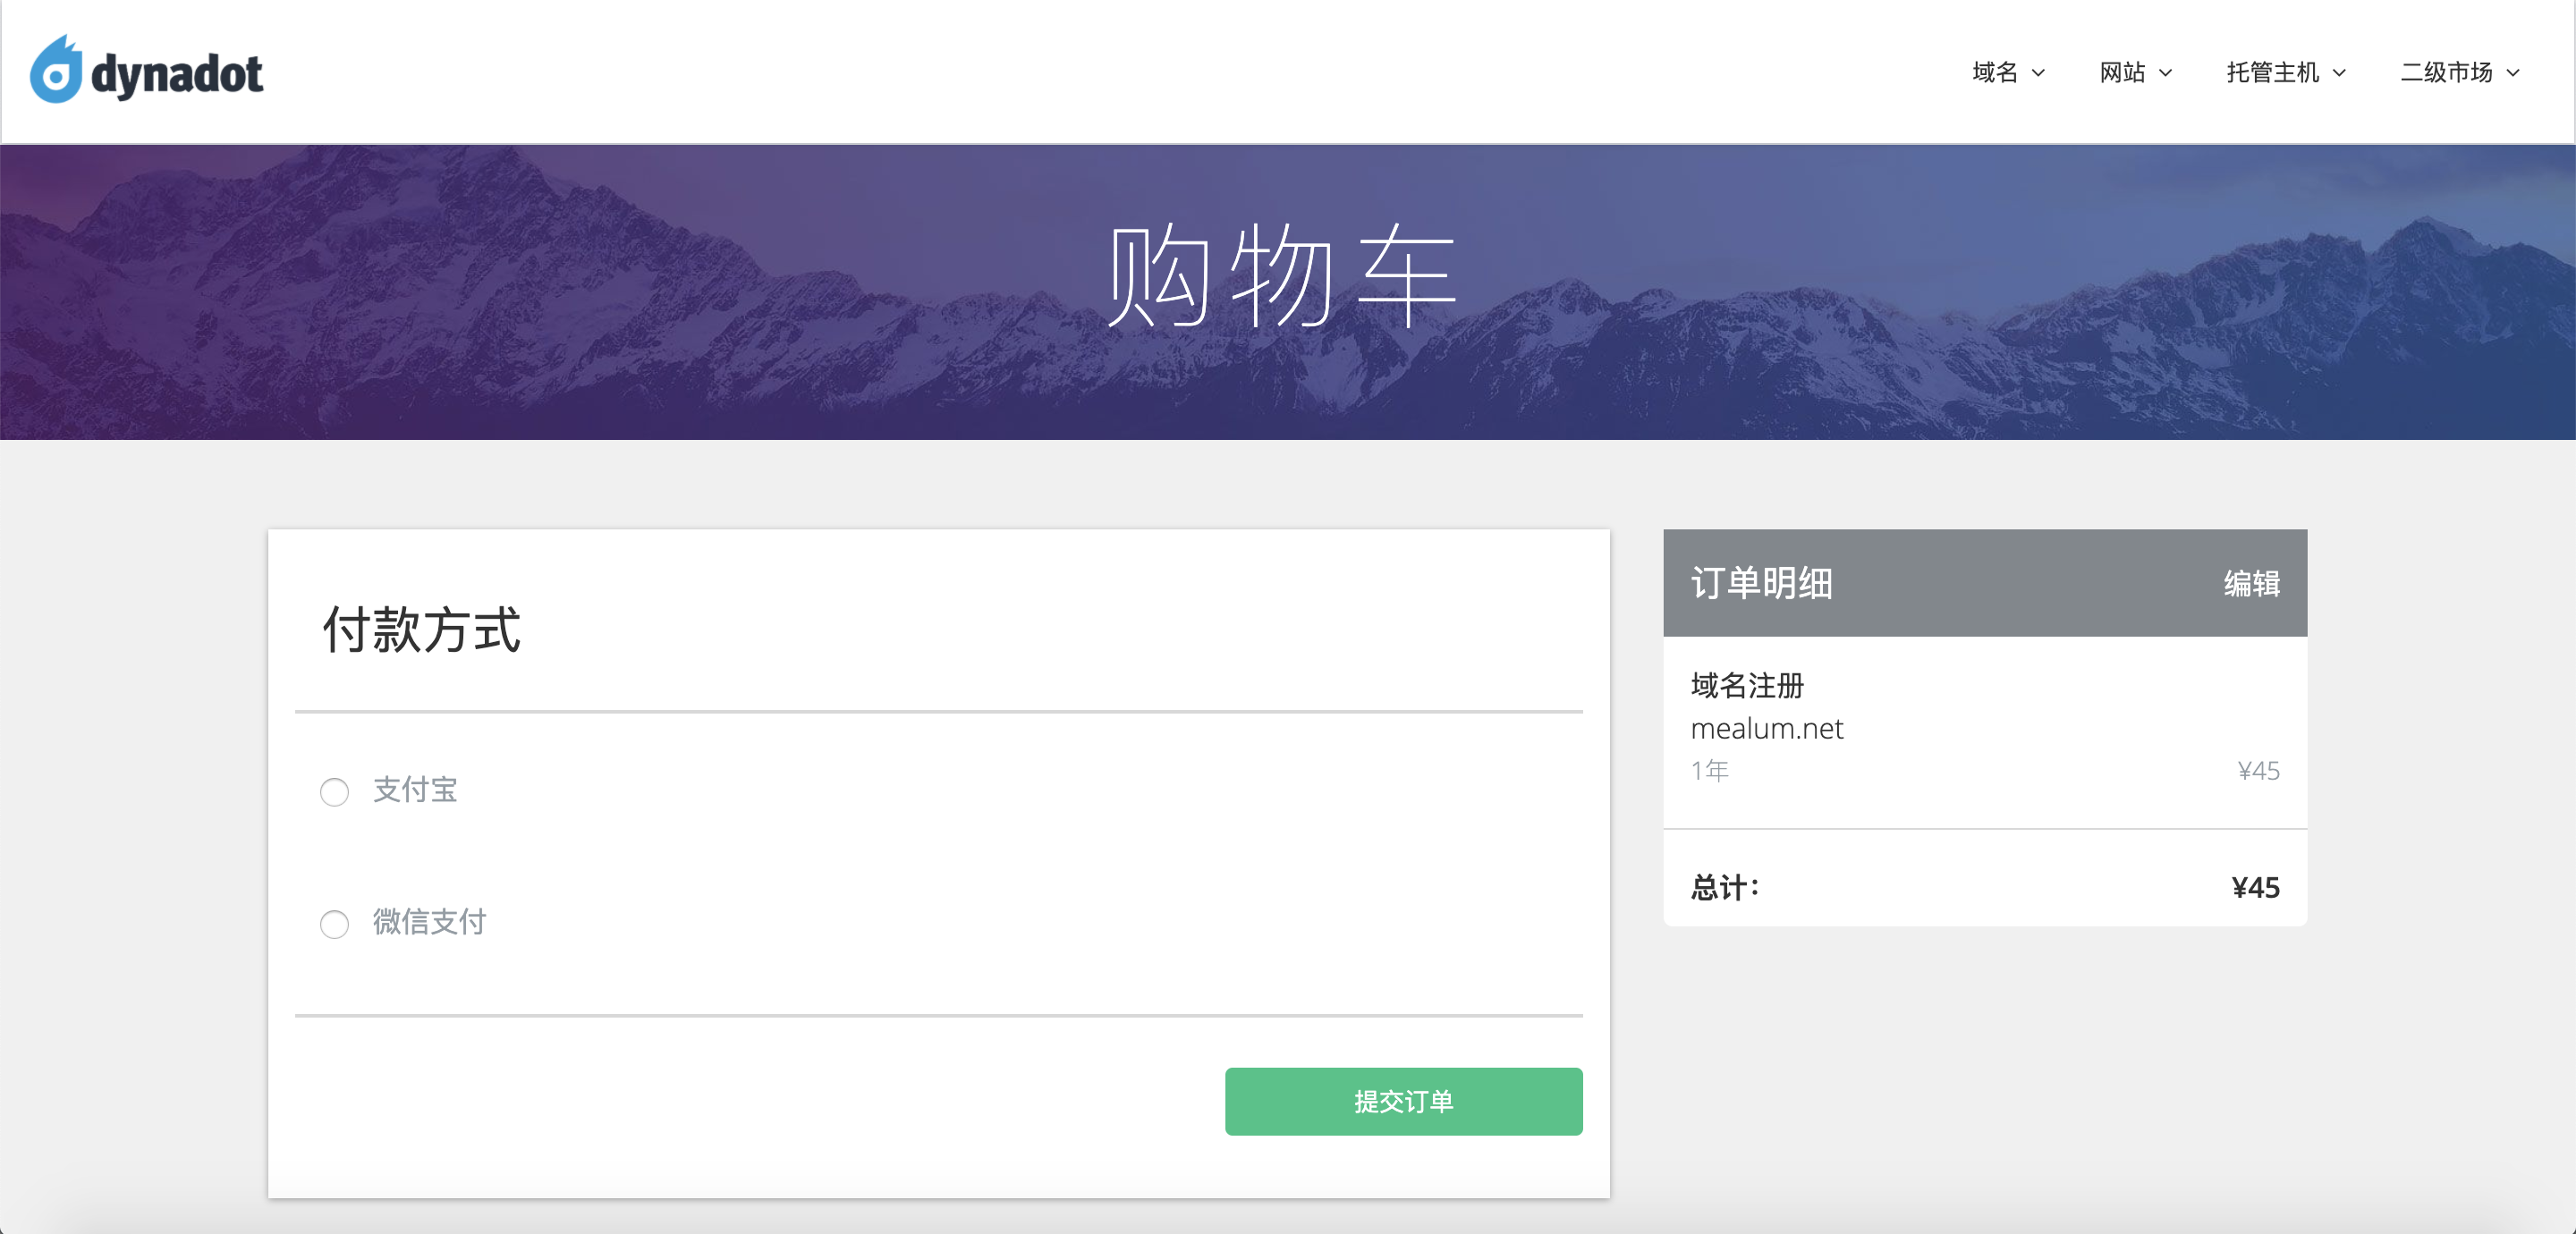 dynadot
域名
网站
托管主机
二级市场
购物车
付款方式
支付宝
微信支付
提交订单
订单明细
编辑
域名注册
mealum.net
1年 ¥45
总计: ¥45